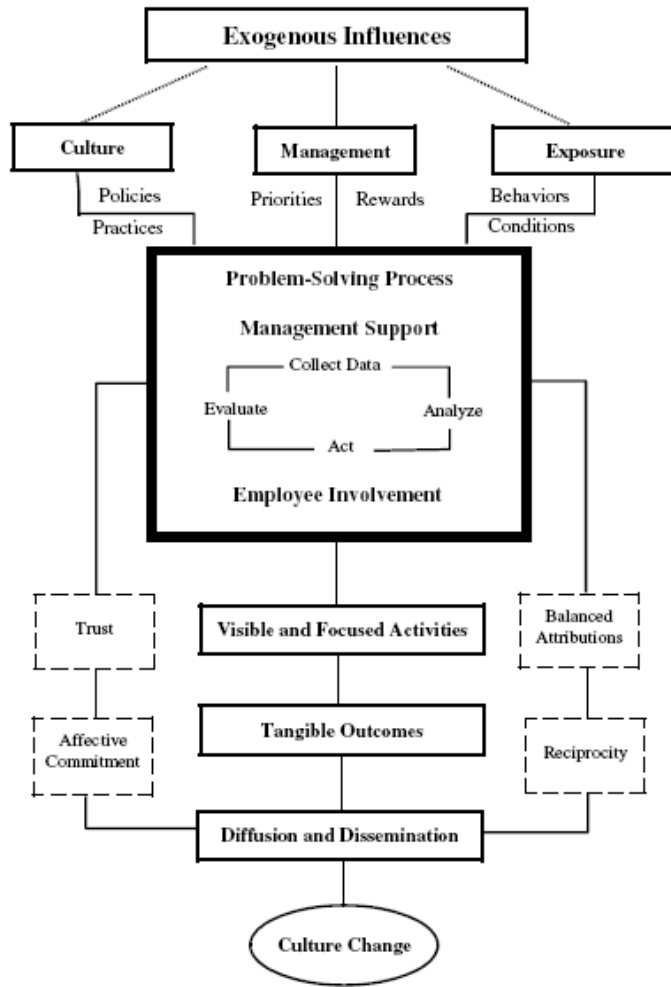 Exogenous Influences
Culture
Management
Exposure
Policies
Practices
Priorities
Rewards
Behaviors
Conditions
Problem-Solving Process
Management Support
Collect Data
Evaluate
Analyze
Act
Employee Involvement
Trust
Visible and Focused Activities
Balanced
Attributions
Affective
Commitment
Tangible Outcomes
Reciprocity
Diffusion and Dissemination
Culture Change